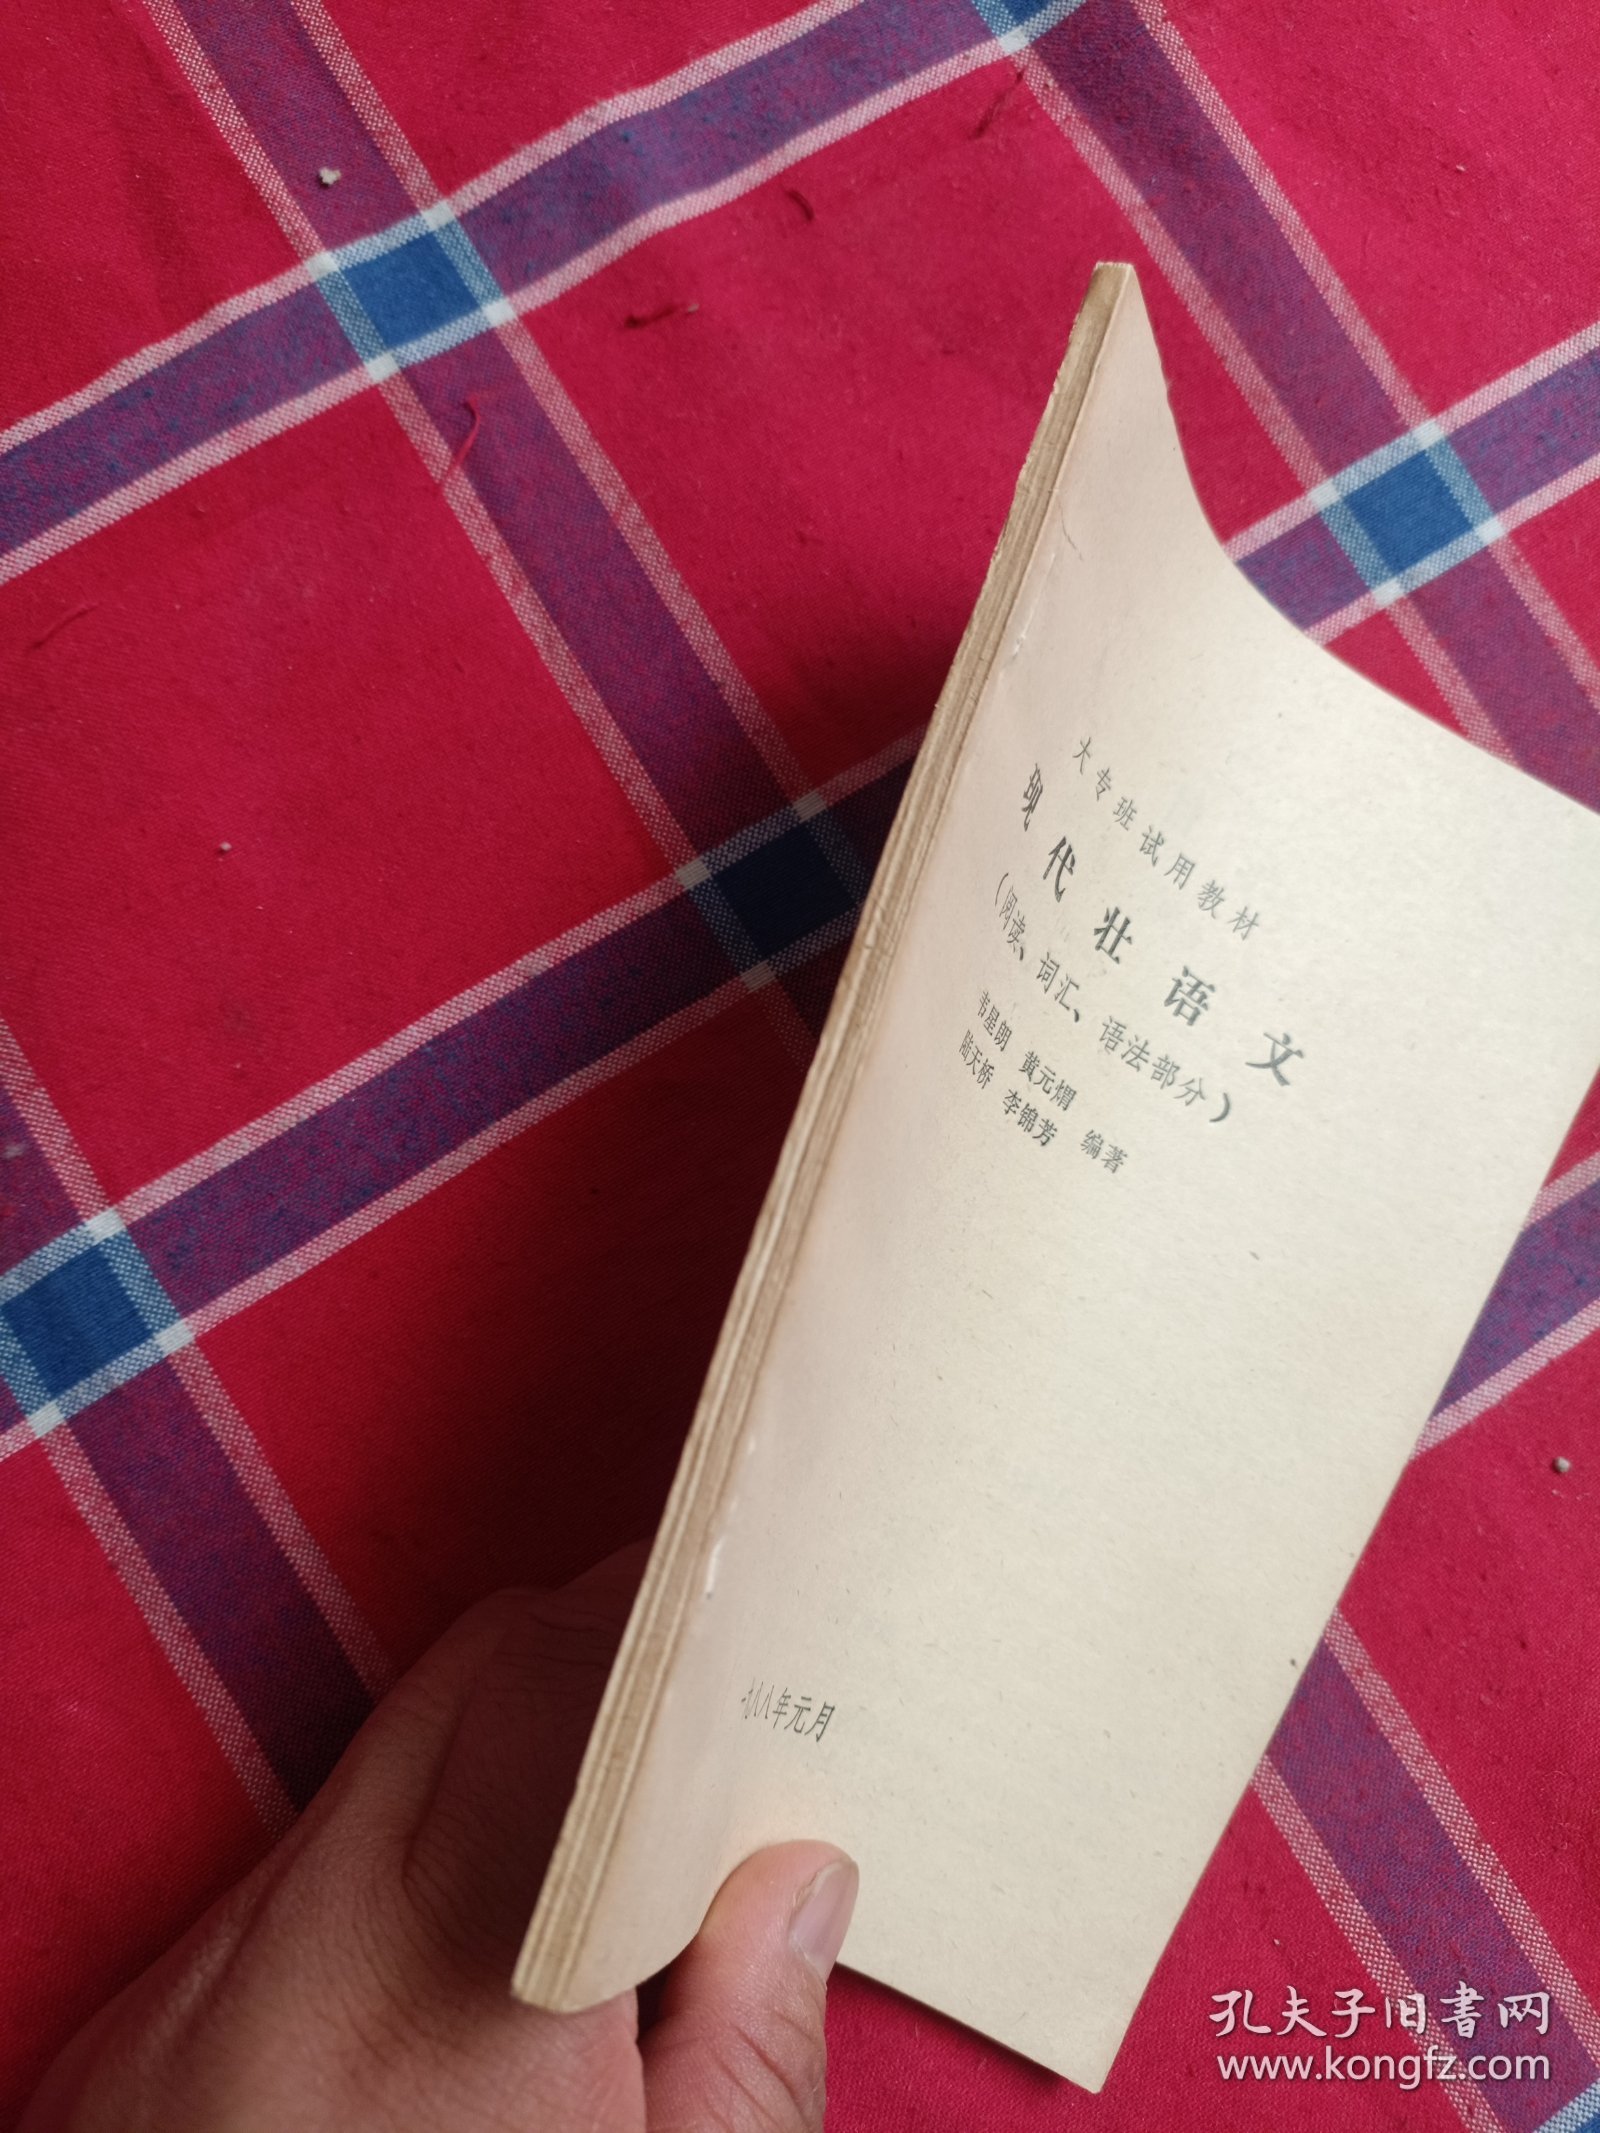 大专班试用教材
现代壮语文
（阅读、词汇、语法部分）
韦星朗 黄元焨
陆天桥 李锦芳 编著
一九八八年元月
孔夫子旧书网
www.kongfz.com